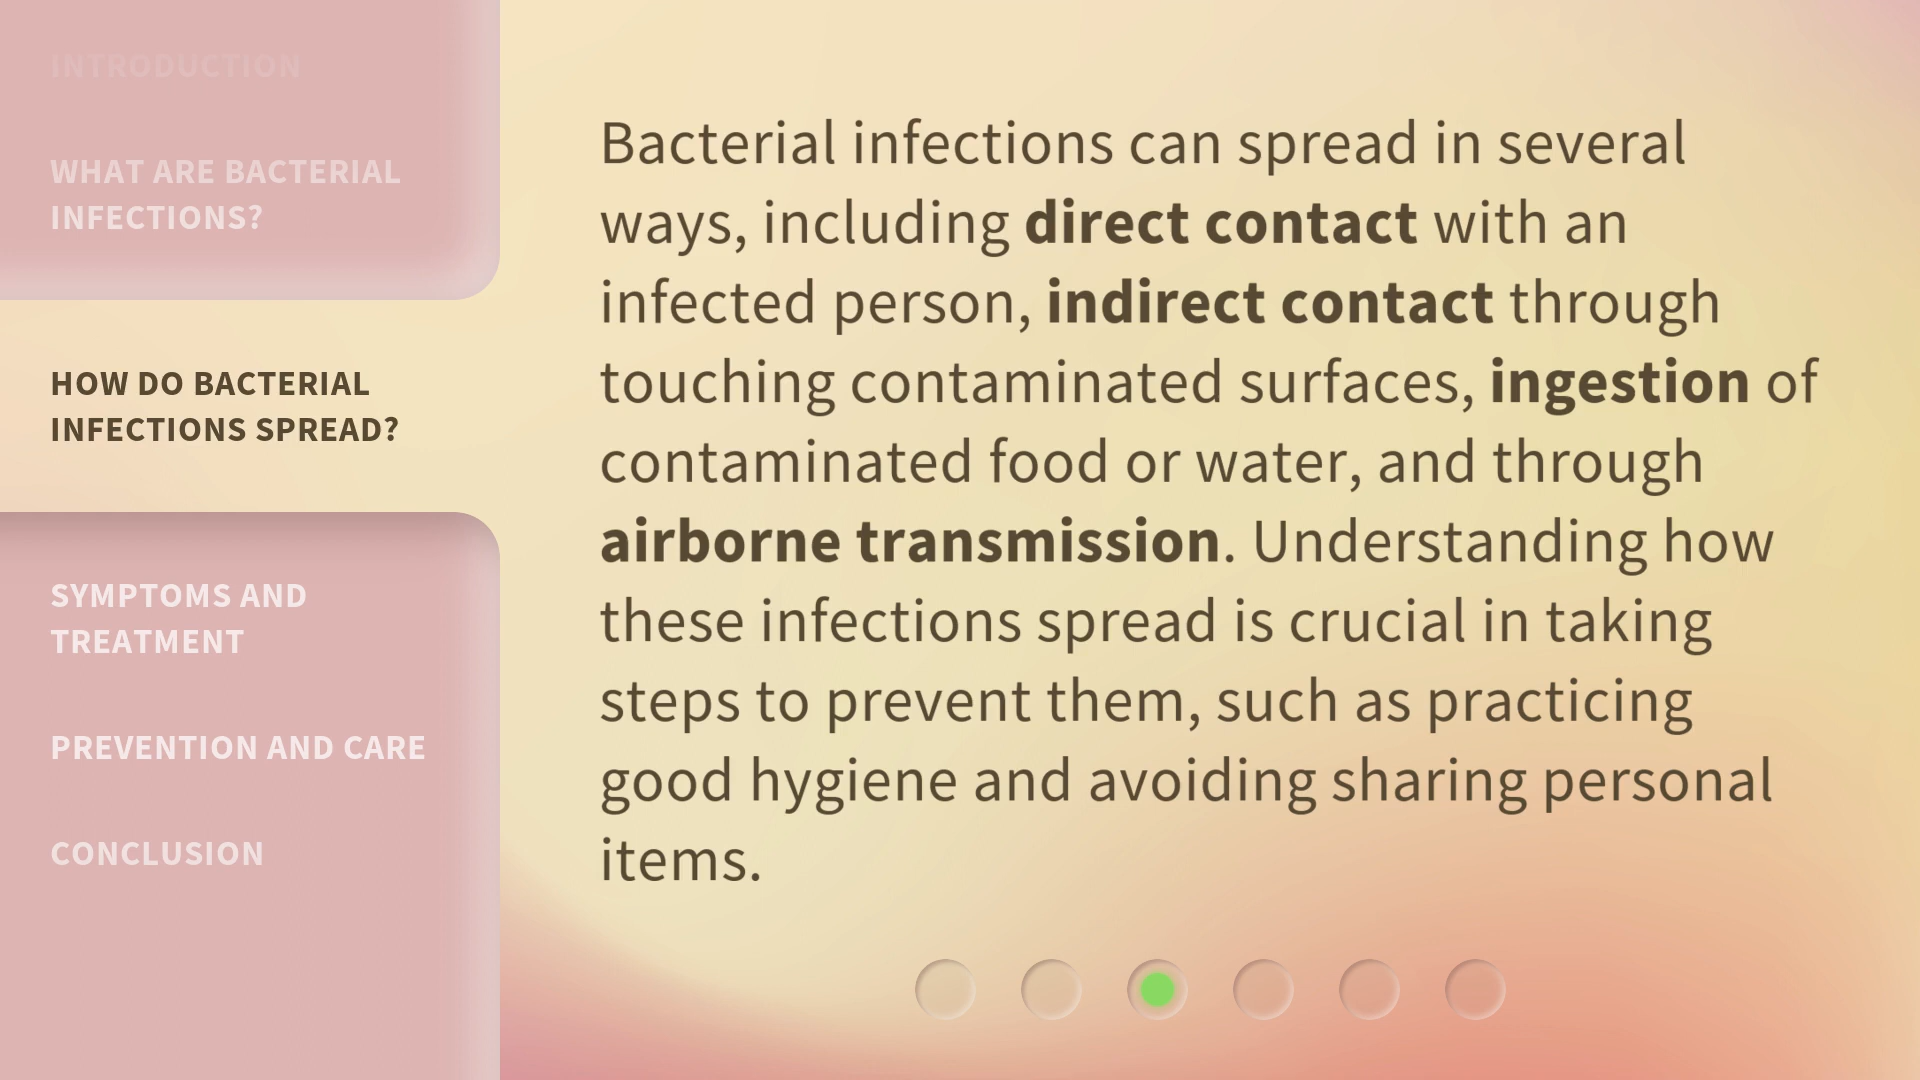 INTRODUCTION
WHAT ARE BACTERIAL
INFECTIONS?
HOW DO BACTERIAL
INFECTIONS SPREAD?
SYMPTOMS AND
TREATMENT
PREVENTION AND CARE
CONCLUSION
Bacterial infections can spread in several
ways, including direct contact with an
infected person, indirect contact through
touching contaminated surfaces, ingestion of
contaminated food or water, and through
airborne transmission. Understanding how
these infections spread is crucial in taking
steps to prevent them, such as practicing
good hygiene and avoiding sharing personal
items.